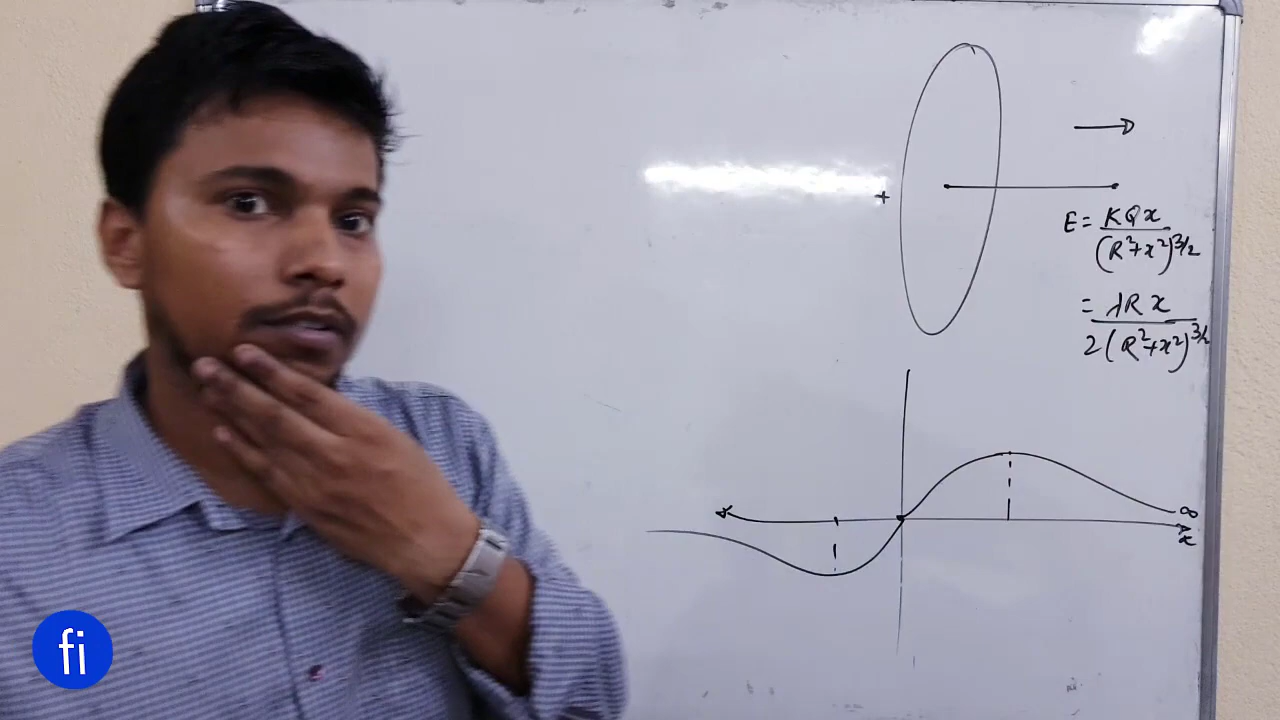 +
E = KQx / (R²+x²)^3/2
= λRx / 2(R²+x²)^3/2
∞
x
fi